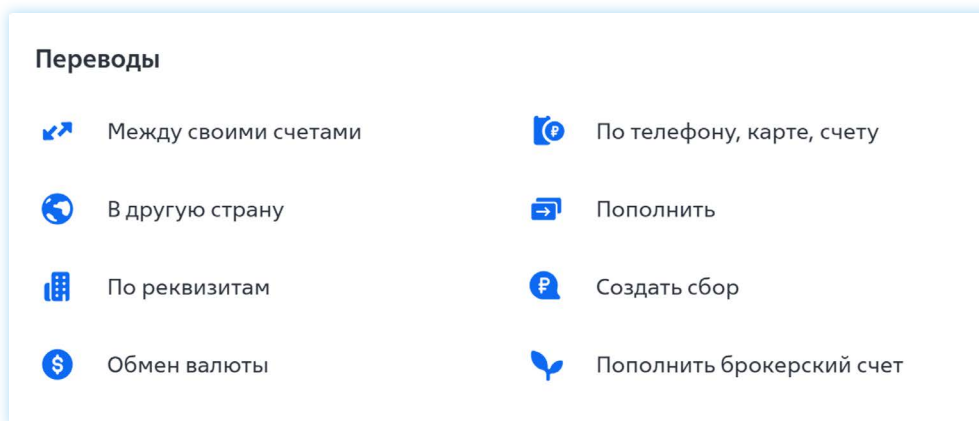 Переводы
Между своими счетами
По телефону, карте, счету
В другую страну
Пополнить
По реквизитам
Создать сбор
Обмен валюты
Пополнить брокерский счет